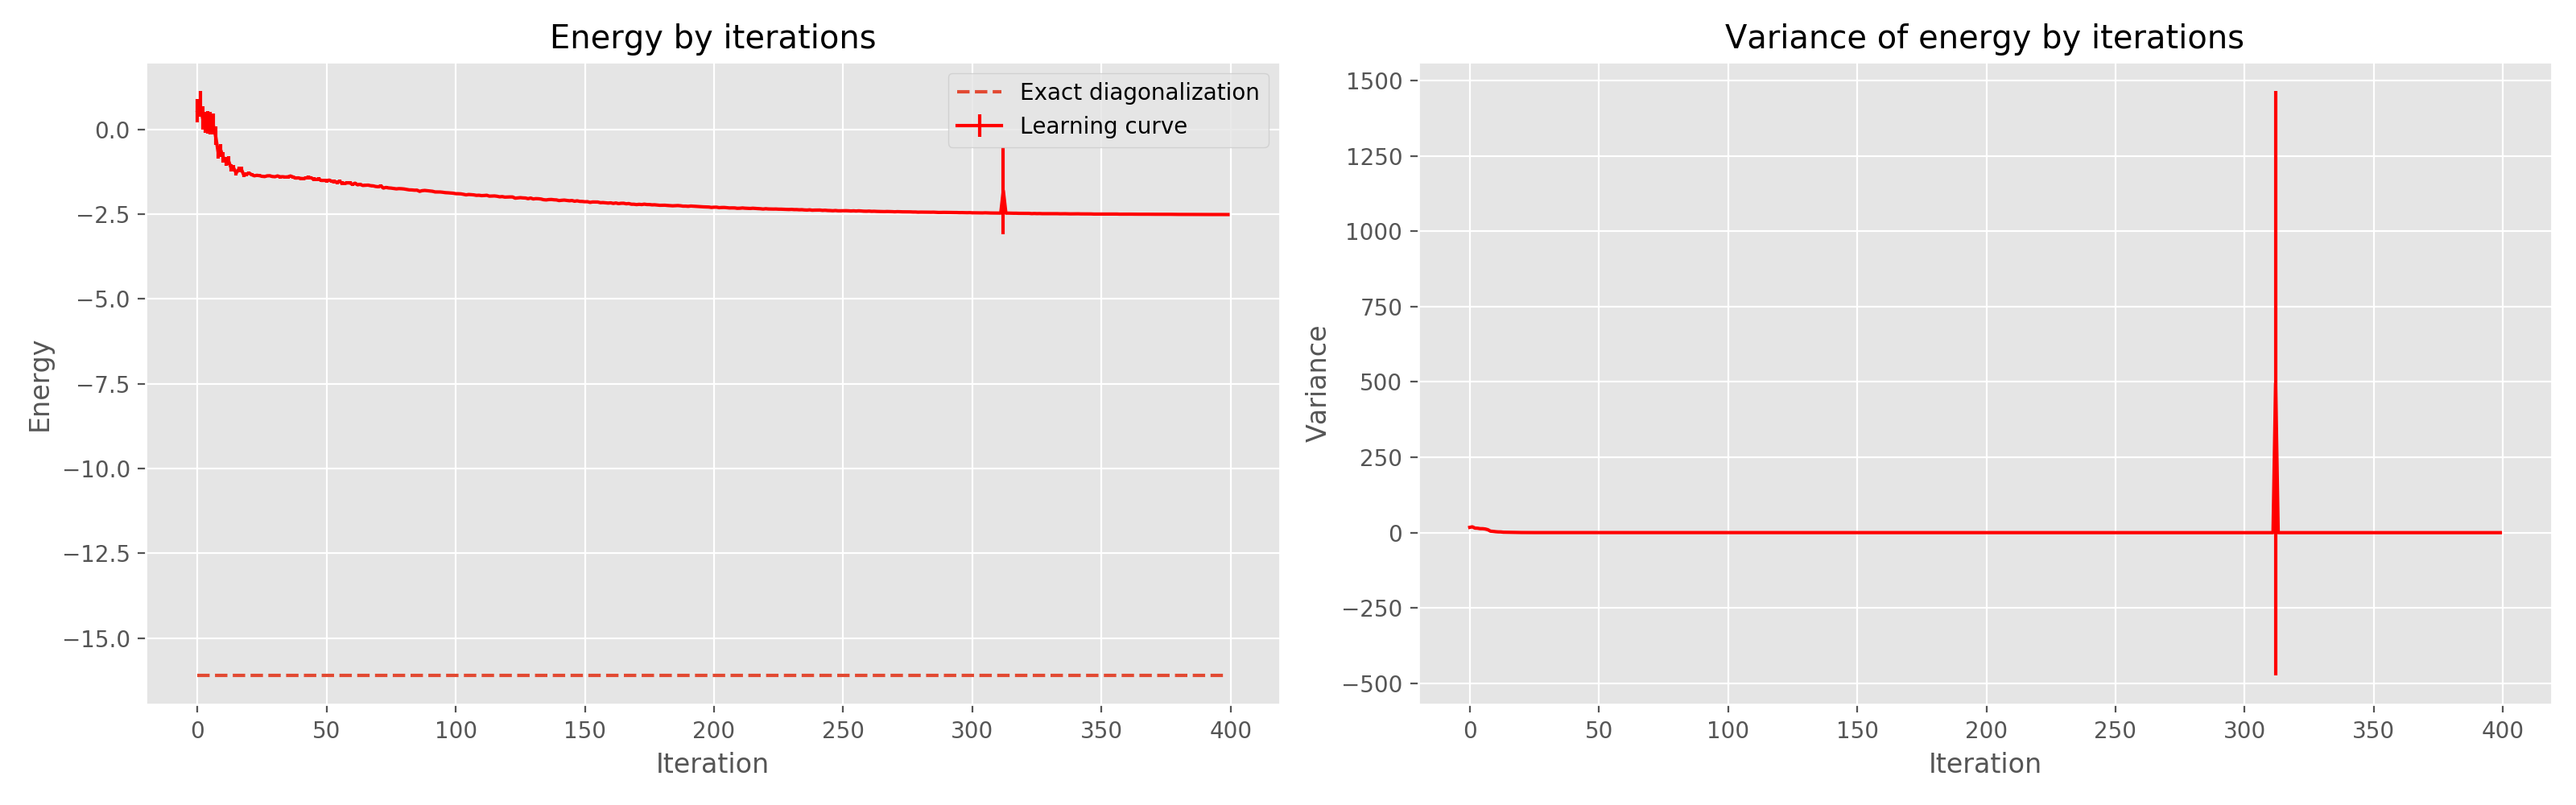 Energy by iterations
Exact diagonalization
Learning curve
0.0
−2.5
−5.0
−7.5
−10.0
−12.5
−15.0
Energy
0 50 100 150 200 250 300 350 400
Iteration
Variance of energy by iterations
1500
1250
1000
750
500
250
0
−250
−500
Variance
0 50 100 150 200 250 300 350 400
Iteration